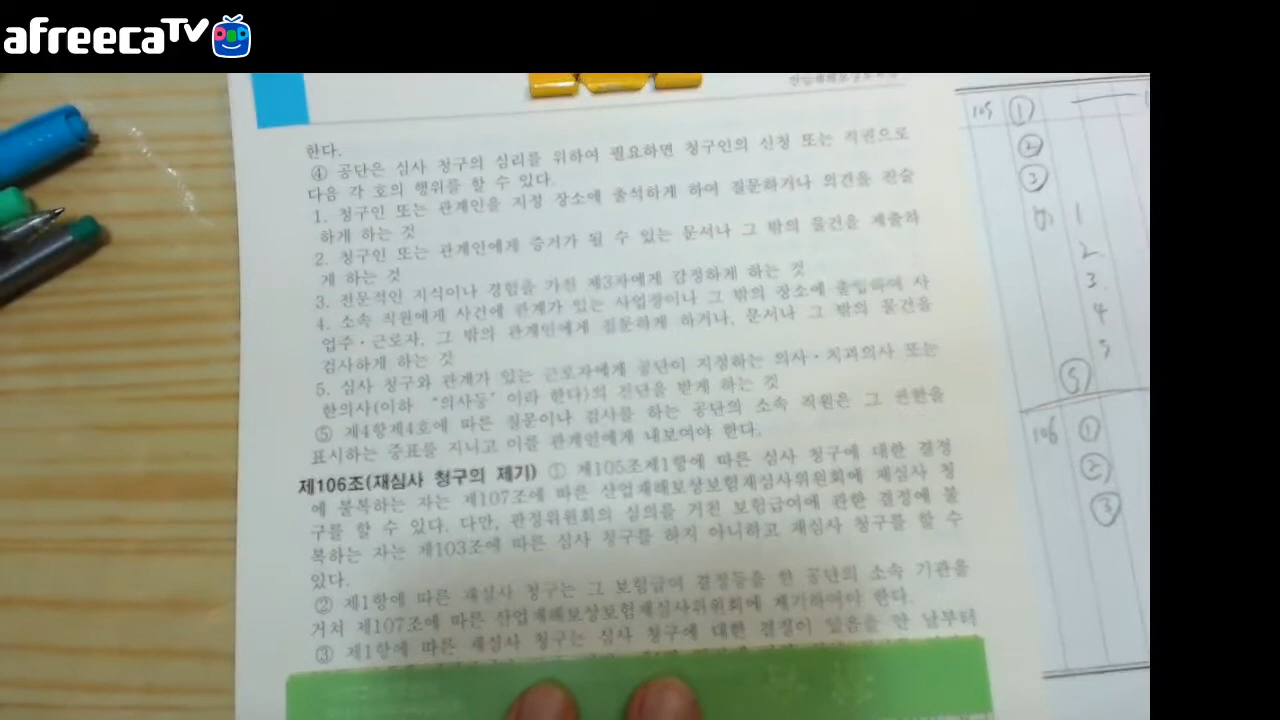 afreecaTV
한다.
④ 공단은 심사 청구의 심리를 위하여 필요하면 청구인의 신청 또는 직권으로
다음 각 호의 행위를 할 수 있다.
1. 청구인 또는 관계인을 지정 장소에 출석하게 하여 질문하거나 의견을 진술
하게 하는 것
2. 청구인 또는 관계인에게 증거가 될 수 있는 문서나 그 밖의 물건을 제출하
게 하는 것
3. 전문적인 지식이나 경험을 가진 제3자에게 감정하게 하는 것
4. 소속 직원에게 사건에 관계가 있는 사업장이나 그 밖의 장소에 출입하여 사
업주·근로자, 그 밖의 관계인에게 질문하게 하거나, 문서나 그 밖의 물건을
검사하게 하는 것
5. 심사 청구와 관계가 있는 근로자에게 공단이 지정하는 의사·치과의사 또는
한의사(이하 "의사등"이라 한다)의 진단을 받게 하는 것
⑤ 제4항제4호에 따른 질문이나 검사를 하는 공단의 소속 직원은 그 권한을
표시하는 증표를 지니고 이를 관계인에게 내보여야 한다.
제106조(재심사 청구의 제기) ① 제105조제1항에 따른 심사 청구에 대한 결정
에 불복하는 자는 제107조에 따른 산업재해보상보험재심사위원회에 재심사 청
구를 할 수 있다. 다만, 판정위원회의 심의를 거친 보험급여에 관한 결정에 불
복하는 자는 제103조에 따른 심사 청구를 하지 아니하고 재심사 청구를 할 수
있다.
② 제1항에 따른 재심사 청구는 그 보험급여 결정등을 한 공단의 소속 기관을
거쳐 제107조에 따른 산업재해보상보험재심사위원회에 제기하여야 한다.
③ 제1항에 따른 재심사 청구는 심사 청구에 대한 결정이 있음을 안 날부터
105 ①
②
③
1
2
3.
4
5
⑤
106 ①
②
③